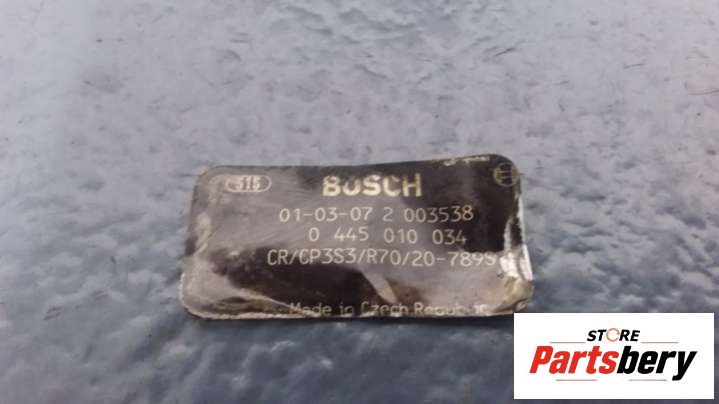 515
BOSCH
01-03-07 2 003538
0 445 010 034
CR/CP3S3/R70/20-789S
Made in Czech Republic
STORE
Partsbery